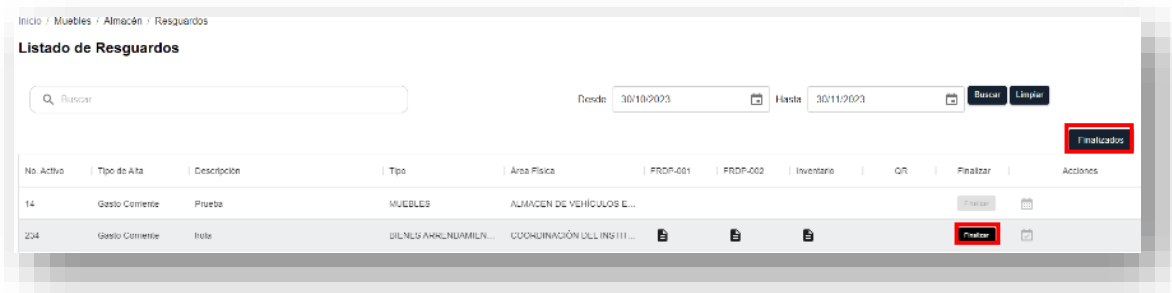 Inicio / Muebles / Almacén / Resguardos
Listado de Resguardos
Buscar Desde 30/10/2023 Hasta 30/11/2023 Buscar Limpiar
Finalizados
No. Activo Tipo de Alta Descripción Tipo Área Física FRDP-001 FRDP-002 Inventario QR Finalizar Acciones
14 Gasto Corriente Prueba MUEBLES ALMACEN DE VEHÍCULOS E... Finalizar
234 Gasto Corriente hola BIENES ARRENDAMIEN... COORDINACIÓN DEL INSTIT... Finalizar